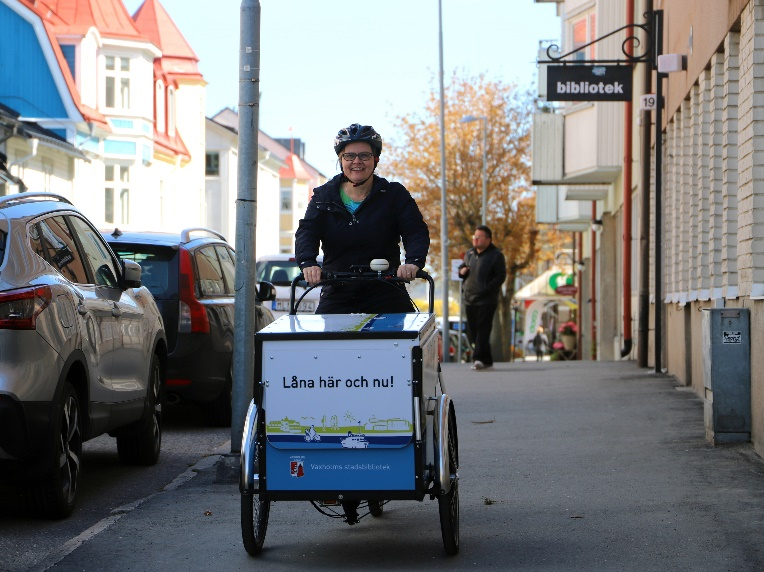 bibliotek
19
Låna här och nu!
Vaxholms stadsbibliotek